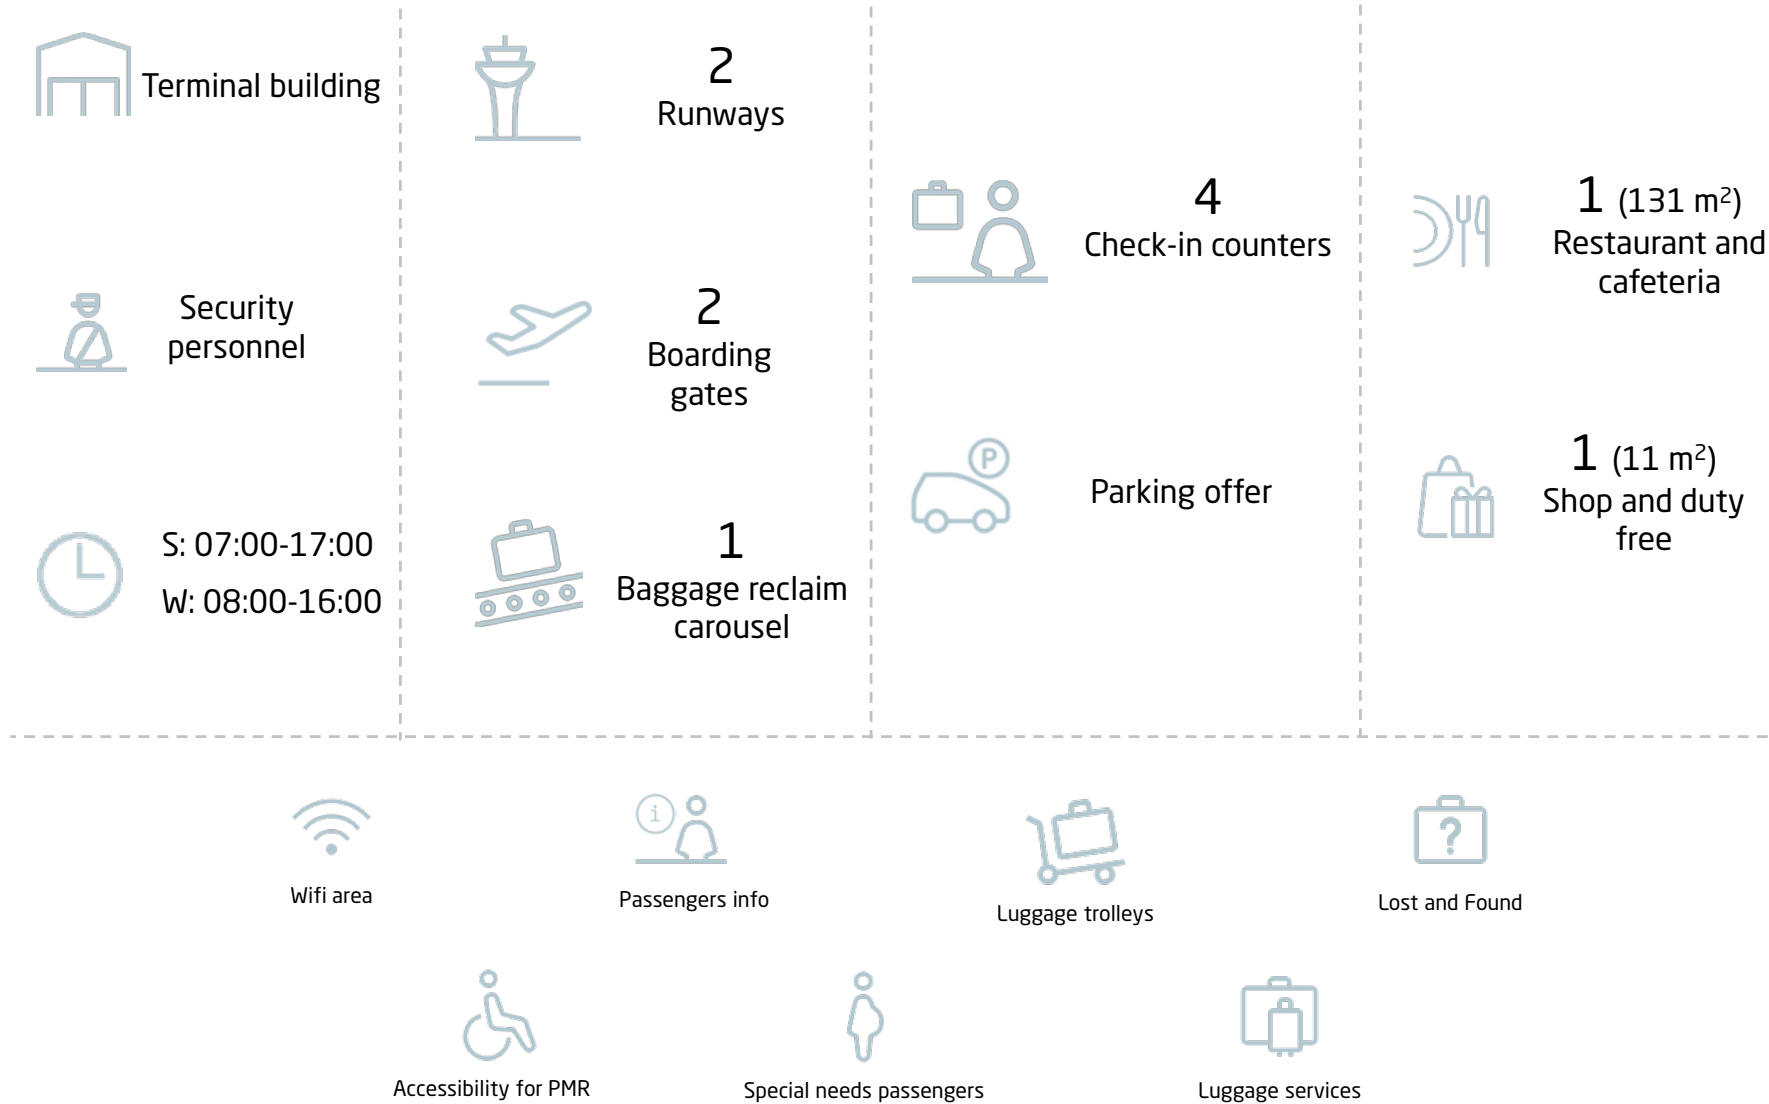 Terminal building
Security
personnel
S: 07:00-17:00
W: 08:00-16:00
2
Runways
2
Boarding
gates
1
Baggage reclaim
carousel
4
Check-in counters
P
Parking offer
1 (131 m²)
Restaurant and
cafeteria
1 (11 m²)
Shop and duty
free
i
?
Wifi area
Passengers info
Luggage trolleys
Lost and Found
Accessibility for PMR
Special needs passengers
Luggage services